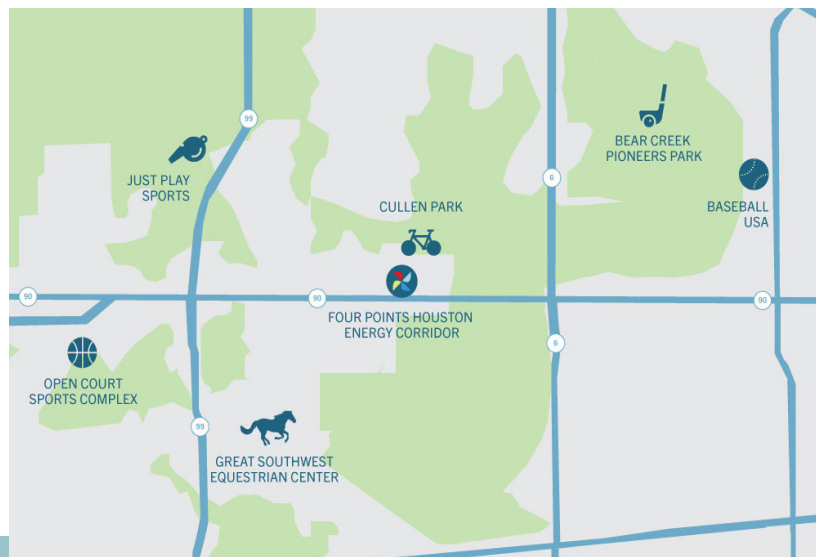 99
BEAR CREEK
PIONEERS PARK
JUST PLAY
SPORTS
6
CULLEN PARK
BASEBALL
USA
90
90
90
FOUR POINTS HOUSTON
ENERGY CORRIDOR
6
OPEN COURT
SPORTS COMPLEX
99
GREAT SOUTHWEST
EQUESTRIAN CENTER